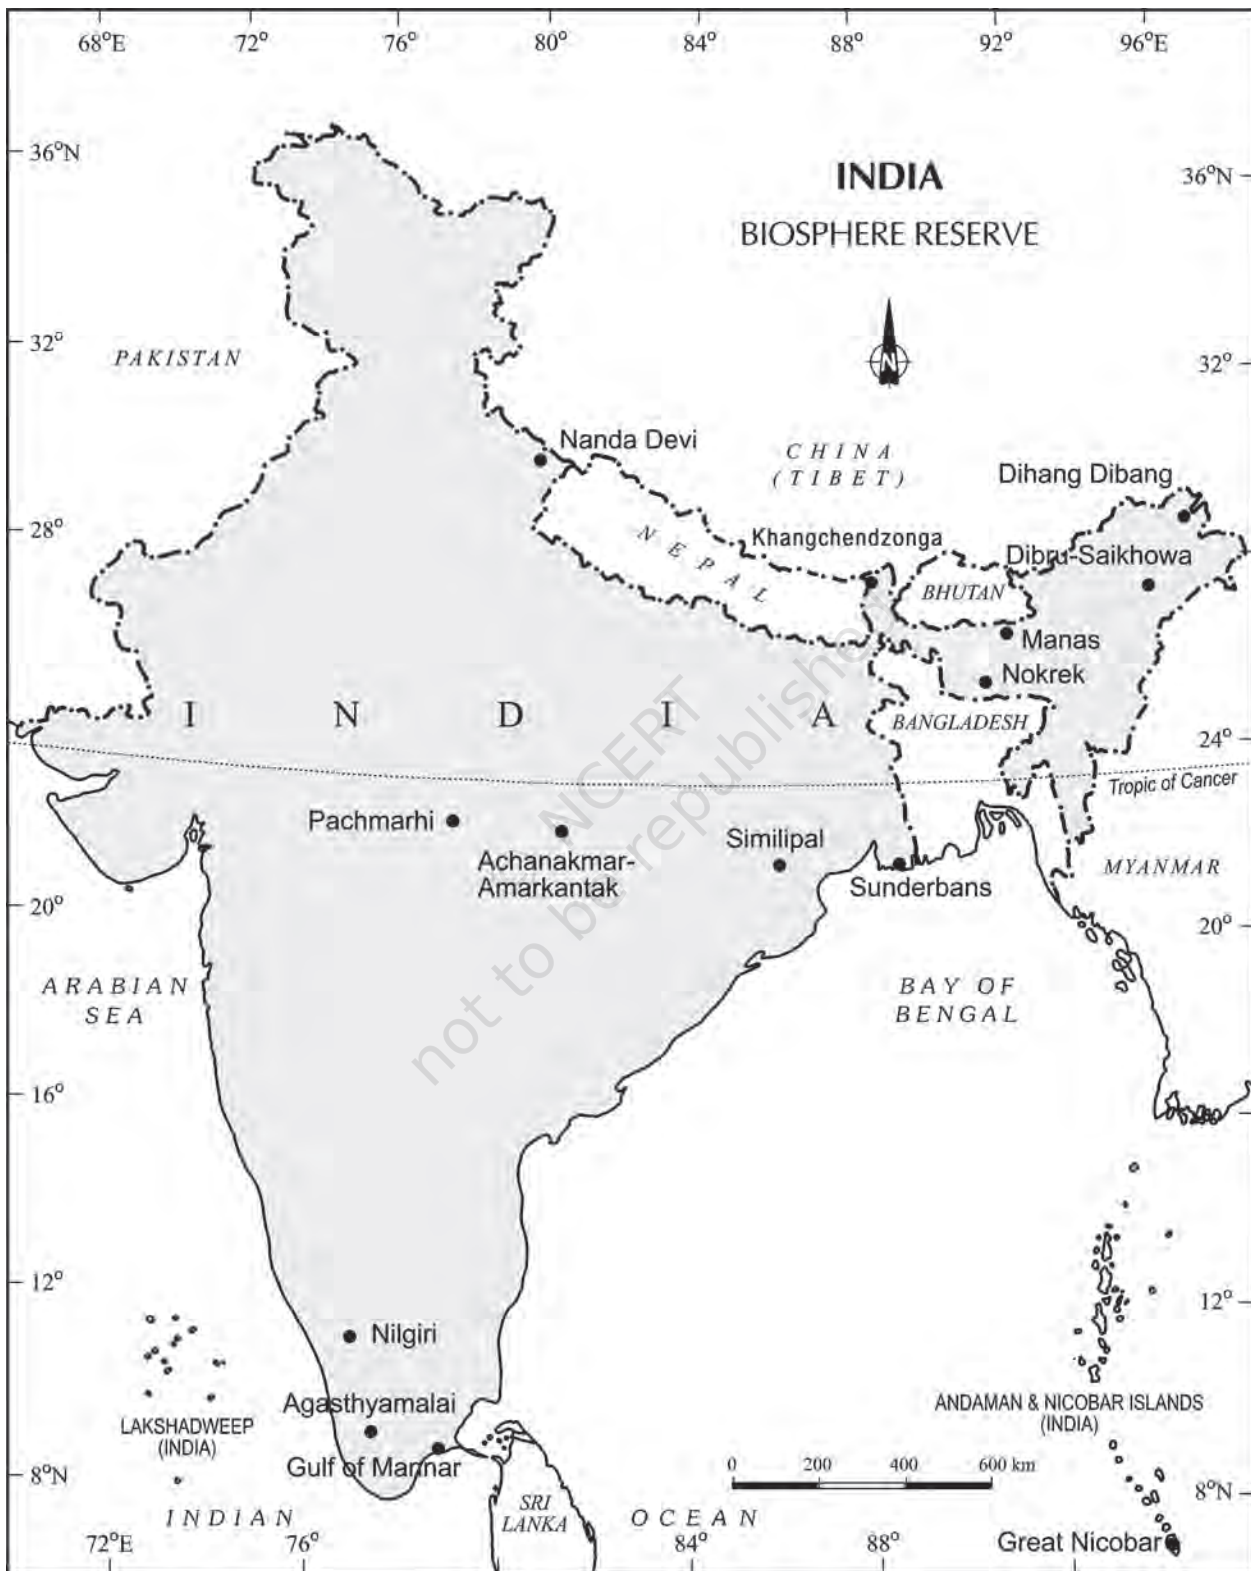 68°E 72° 76° 80° 84° 88° 92° 96°E
36°N
INDIA
36°N
BIOSPHERE RESERVE
N
32°
PAKISTAN
32°
Nanda Devi
CHINA
(TIBET)
Dihang Dibang
28°
NEPAL
Khangchendzonga
28°
Dibru-Saikhowa
BHUTAN
Manas
Nokrek
INDIA
BANGLADESH
24°
Tropic of Cancer
Pachmarhi
Achanakmar-
Amarkantak
Similipal
Sunderbans
MYANMAR
20°
20°
not to be republished
NCERT
ARABIAN
SEA
BAY OF
BENGAL
16°
16°
12°
12°
Nilgiri
Agasthyamalai
LAKSHADWEEP
(INDIA)
Gulf of Mannar
ANDAMAN & NICOBAR ISLANDS
(INDIA)
0 200 400 600 km
8°N
8°N
INDIAN
SRI
LANKA
OCEAN
Great Nicobar
72°E 76° 84° 88°